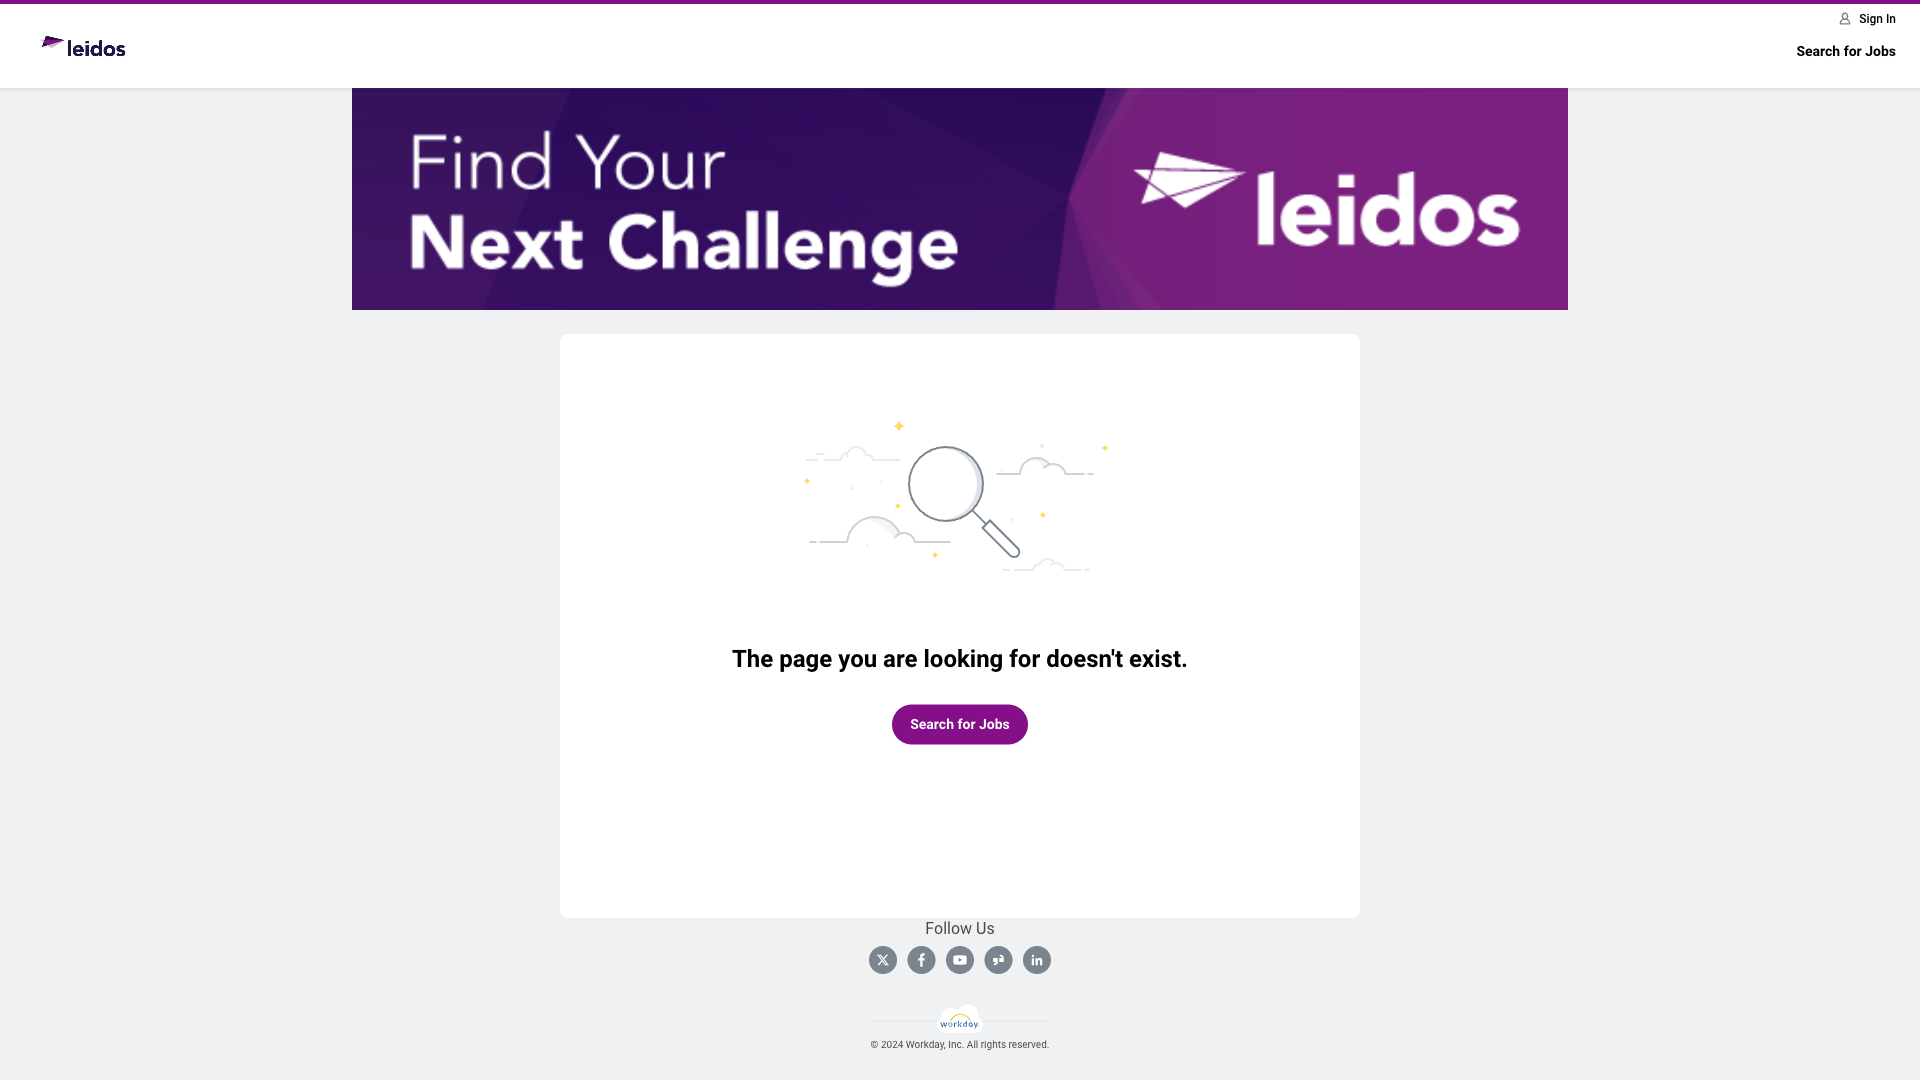 Sign In
leidos
Search for Jobs
Find Your
Next Challenge
leidos
The page you are looking for doesn't exist.
Search for Jobs
Follow Us
workday.
© 2024 Workday, Inc. All rights reserved.